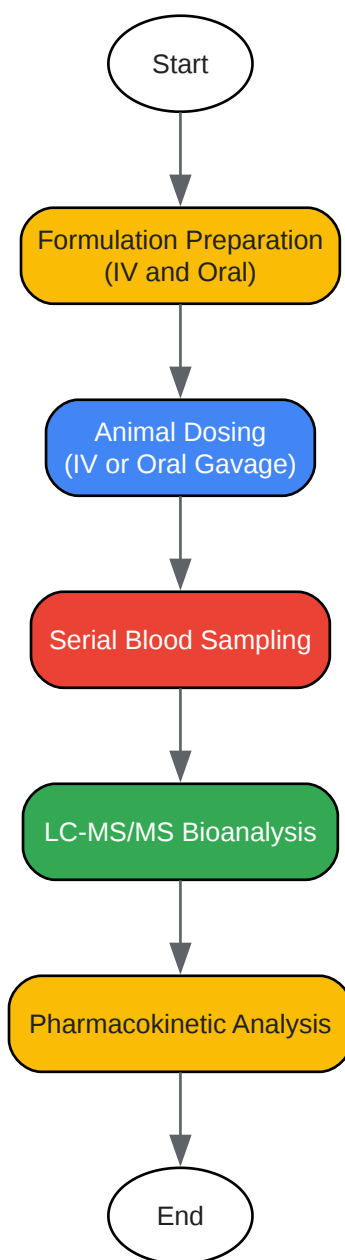 Start
Formulation Preparation
(IV and Oral)
Animal Dosing
(IV or Oral Gavage)
Serial Blood Sampling
LC-MS/MS Bioanalysis
Pharmacokinetic Analysis
End